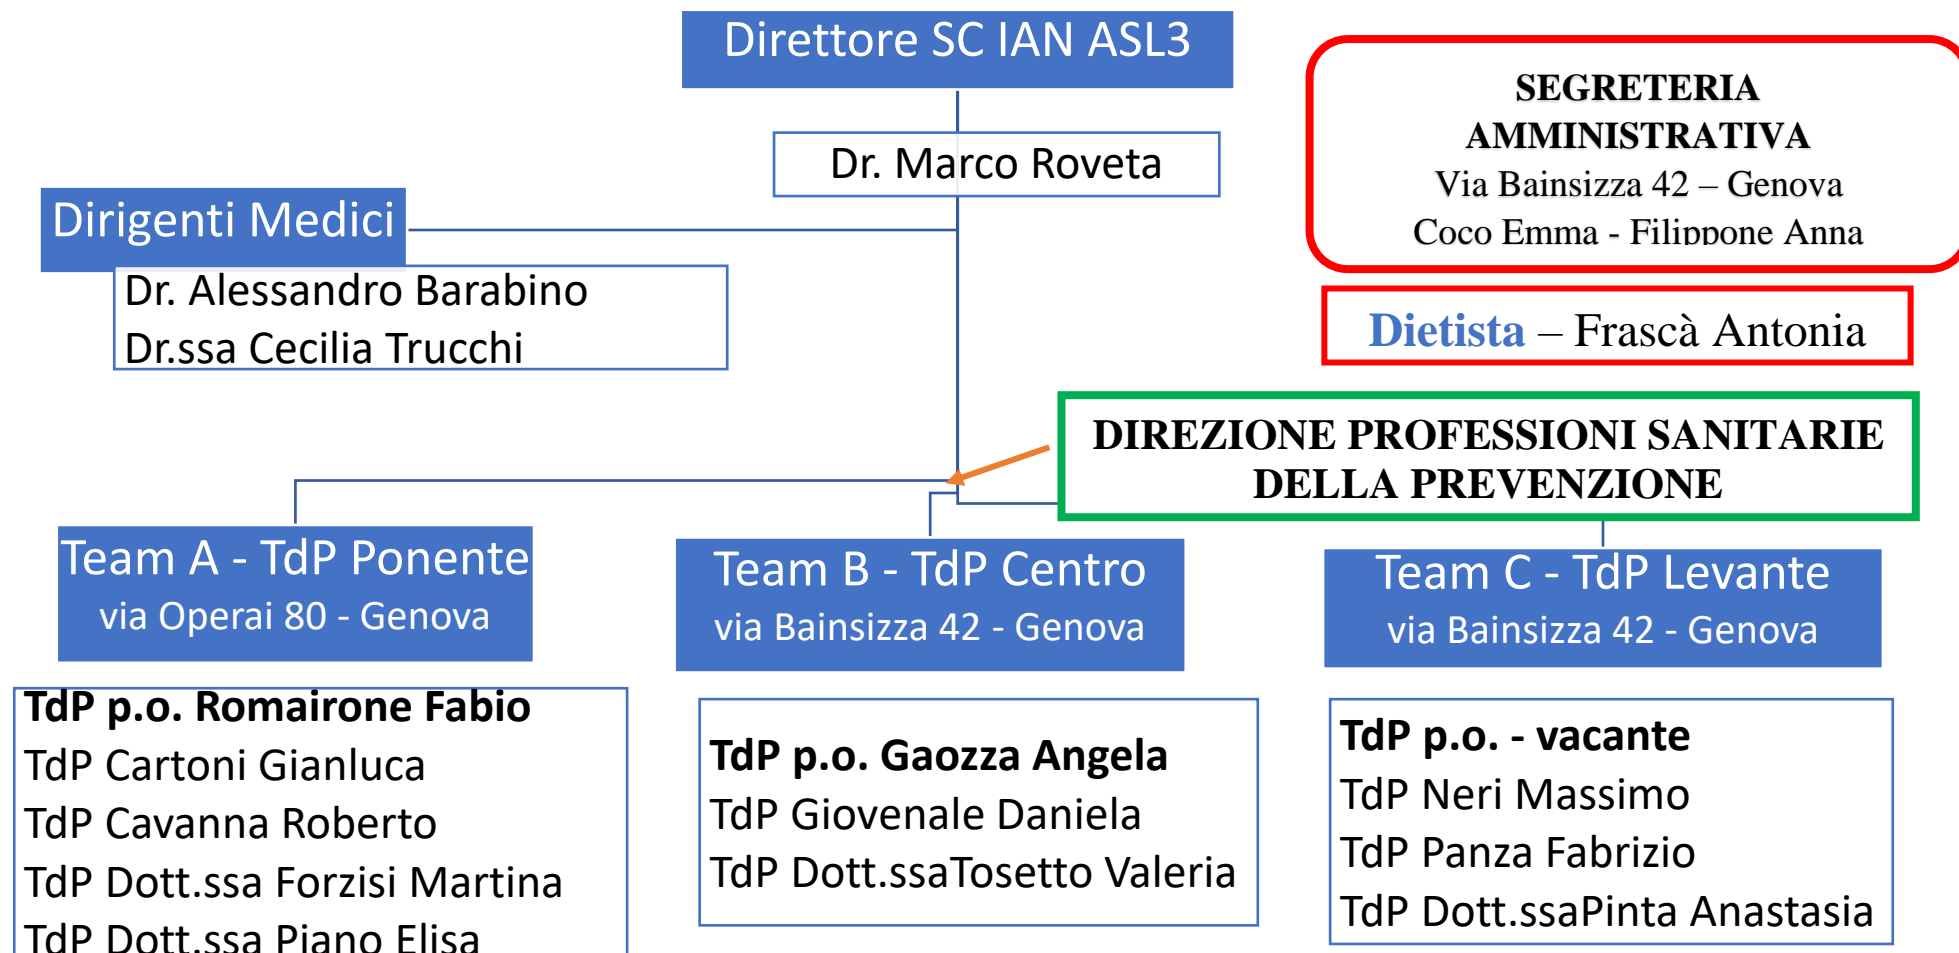 Direttore SC IAN ASL3
Dr. Marco Roveta
SEGRETERIA
AMMINISTRATIVA
Via Bainsizza 42 – Genova
Coco Emma - Filippone Anna
Dirigenti Medici
Dr. Alessandro Barabino
Dr.ssa Cecilia Trucchi
Dietista – Frascà Antonia
DIREZIONE PROFESSIONI SANITARIE
DELLA PREVENZIONE
Team A - TdP Ponente
via Operai 80 - Genova
TdP p.o. Romairone Fabio
TdP Cartoni Gianluca
TdP Cavanna Roberto
TdP Dott.ssa Forzisi Martina
TdP Dott.ssa Piano Elisa
Team B - TdP Centro
via Bainsizza 42 - Genova
TdP p.o. Gaozza Angela
TdP Giovenale Daniela
TdP Dott.ssaTosetto Valeria
Team C - TdP Levante
via Bainsizza 42 - Genova
TdP p.o. - vacante
TdP Neri Massimo
TdP Panza Fabrizio
TdP Dott.ssaPinta Anastasia